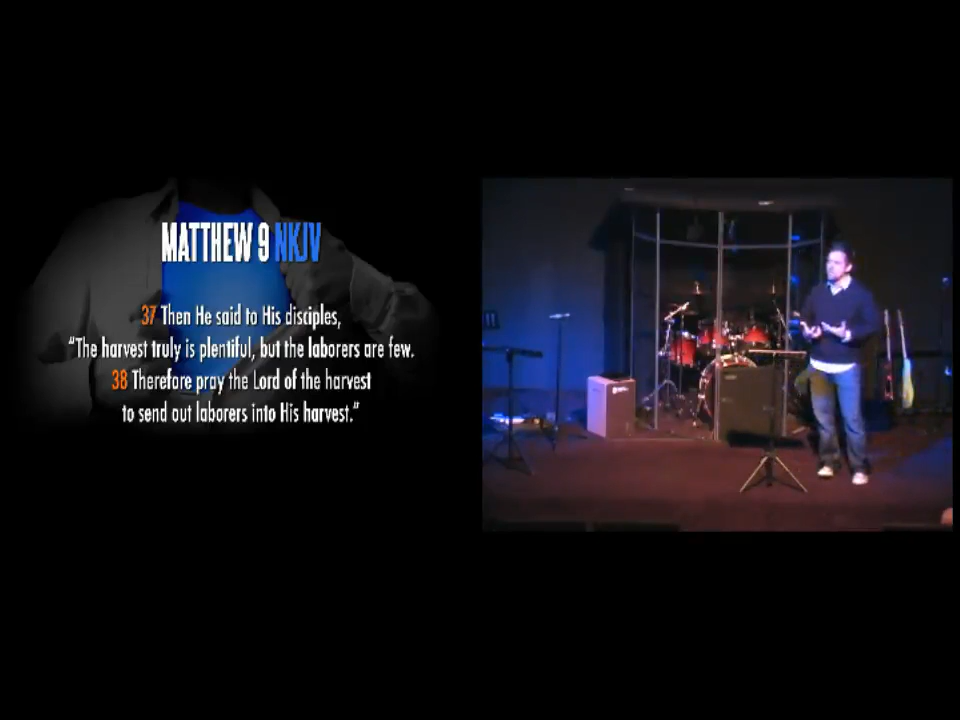 MATTHEW 9 NKJV
37 Then He said to His disciples,
“The harvest truly is plentiful, but the laborers are few.
38 Therefore pray the Lord of the harvest
to send out laborers into His harvest.”